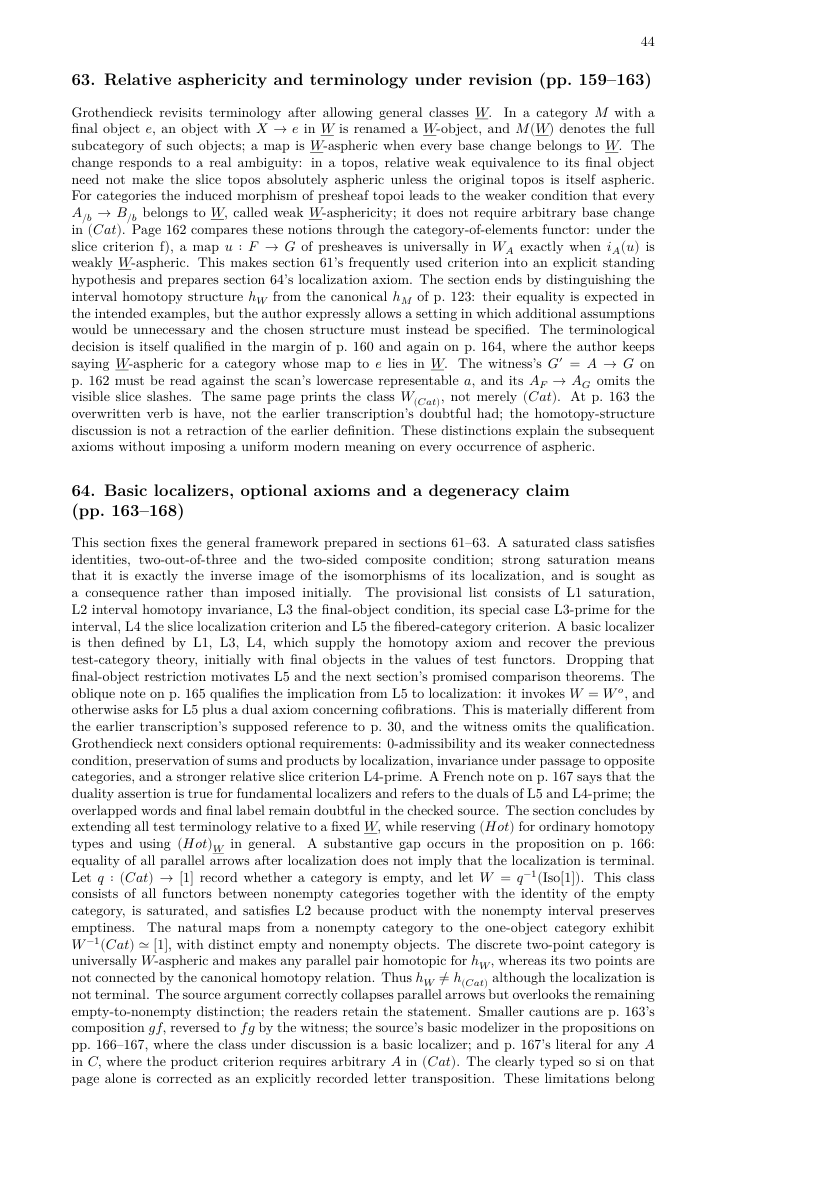 44
63. Relative asphericity and terminology under revision (pp. 159–163)
Grothendieck revisits terminology after allowing general classes W. In a category M with a
final object e, an object with X → e in W is renamed a W-object, and M(W) denotes the full
subcategory of such objects; a map is W-aspheric when every base change belongs to W. The
change responds to a real ambiguity: in a topos, relative weak equivalence to its final object
need not make the slice topos absolutely aspheric unless the original topos is itself aspheric.
For categories the induced morphism of presheaf topoi leads to the weaker condition that every
A/b → B/b belongs to W, called weak W-asphericity; it does not require arbitrary base change
in (Cat). Page 162 compares these notions through the category-of-elements functor: under the
slice criterion f), a map u : F → G of presheaves is universally in W_A exactly when i_A(u) is
weakly W-aspheric. This makes section 61's frequently used criterion into an explicit standing
hypothesis and prepares section 64's localization axiom. The section ends by distinguishing the
interval homotopy structure h_W from the canonical h_M of p. 123: their equality is expected in
the intended examples, but the author expressly allows a setting in which additional assumptions
would be unnecessary and the chosen structure must instead be specified. The terminological
decision is itself qualified in the margin of p. 160 and again on p. 164, where the author keeps
saying W-aspheric for a category whose map to e lies in W. The witness's G′ = A → G on
p. 162 must be read against the scan's lowercase representable a, and its A_F → A_G omits the
visible slice slashes. The same page prints the class W_(Cat), not merely (Cat). At p. 163 the
overwritten verb is have, not the earlier transcription's doubtful had; the homotopy-structure
discussion is not a retraction of the earlier definition. These distinctions explain the subsequent
axioms without imposing a uniform modern meaning on every occurrence of aspheric.
64. Basic localizers, optional axioms and a degeneracy claim
(pp. 163–168)
This section fixes the general framework prepared in sections 61–63. A saturated class satisfies
identities, two-out-of-three and the two-sided composite condition; strong saturation means
that it is exactly the inverse image of the isomorphisms of its localization, and is sought as
a consequence rather than imposed initially. The provisional list consists of L1 saturation,
L2 interval homotopy invariance, L3 the final-object condition, its special case L3-prime for the
interval, L4 the slice localization criterion and L5 the fibered-category criterion. A basic localizer
is then defined by L1, L3, L4, which supply the homotopy axiom and recover the previous
test-category theory, initially with final objects in the values of test functors. Dropping that
final-object restriction motivates L5 and the next section's promised comparison theorems. The
oblique note on p. 165 qualifies the implication from L5 to localization: it invokes W = W^o, and
otherwise asks for L5 plus a dual axiom concerning cofibrations. This is materially different from
the earlier transcription's supposed reference to p. 30, and the witness omits the qualification.
Grothendieck next considers optional requirements: 0-admissibility and its weaker connectedness
condition, preservation of sums and products by localization, invariance under passage to opposite
categories, and a stronger relative slice criterion L4-prime. A French note on p. 167 says that the
duality assertion is true for fundamental localizers and refers to the duals of L5 and L4-prime; the
overlapped words and final label remain doubtful in the checked source. The section concludes by
extending all test terminology relative to a fixed W, while reserving (Hot) for ordinary homotopy
types and using (Hot)_W in general. A substantive gap occurs in the proposition on p. 166:
equality of all parallel arrows after localization does not imply that the localization is terminal.
Let q : (Cat) → [1] record whether a category is empty, and let W = q⁻¹(Iso[1]). This class
consists of all functors between nonempty categories together with the identity of the empty
category, is saturated, and satisfies L2 because product with the nonempty interval preserves
emptiness. The natural maps from a nonempty category to the one-object category exhibit
W⁻¹(Cat) ≃ [1], with distinct empty and nonempty objects. The discrete two-point category is
universally W-aspheric and makes any parallel pair homotopic for h_W, whereas its two points are
not connected by the canonical homotopy relation. Thus h_W ≠ h_(Cat) although the localization is
not terminal. The source argument correctly collapses parallel arrows but overlooks the remaining
empty-to-nonempty distinction; the readers retain the statement. Smaller cautions are p. 163's
composition gf, reversed to fg by the witness; the source's basic modelizer in the propositions on
pp. 166–167, where the class under discussion is a basic localizer; and p. 167's literal for any A
in C, where the product criterion requires arbitrary A in (Cat). The clearly typed so si on that
page alone is corrected as an explicitly recorded letter transposition. These limitations belong